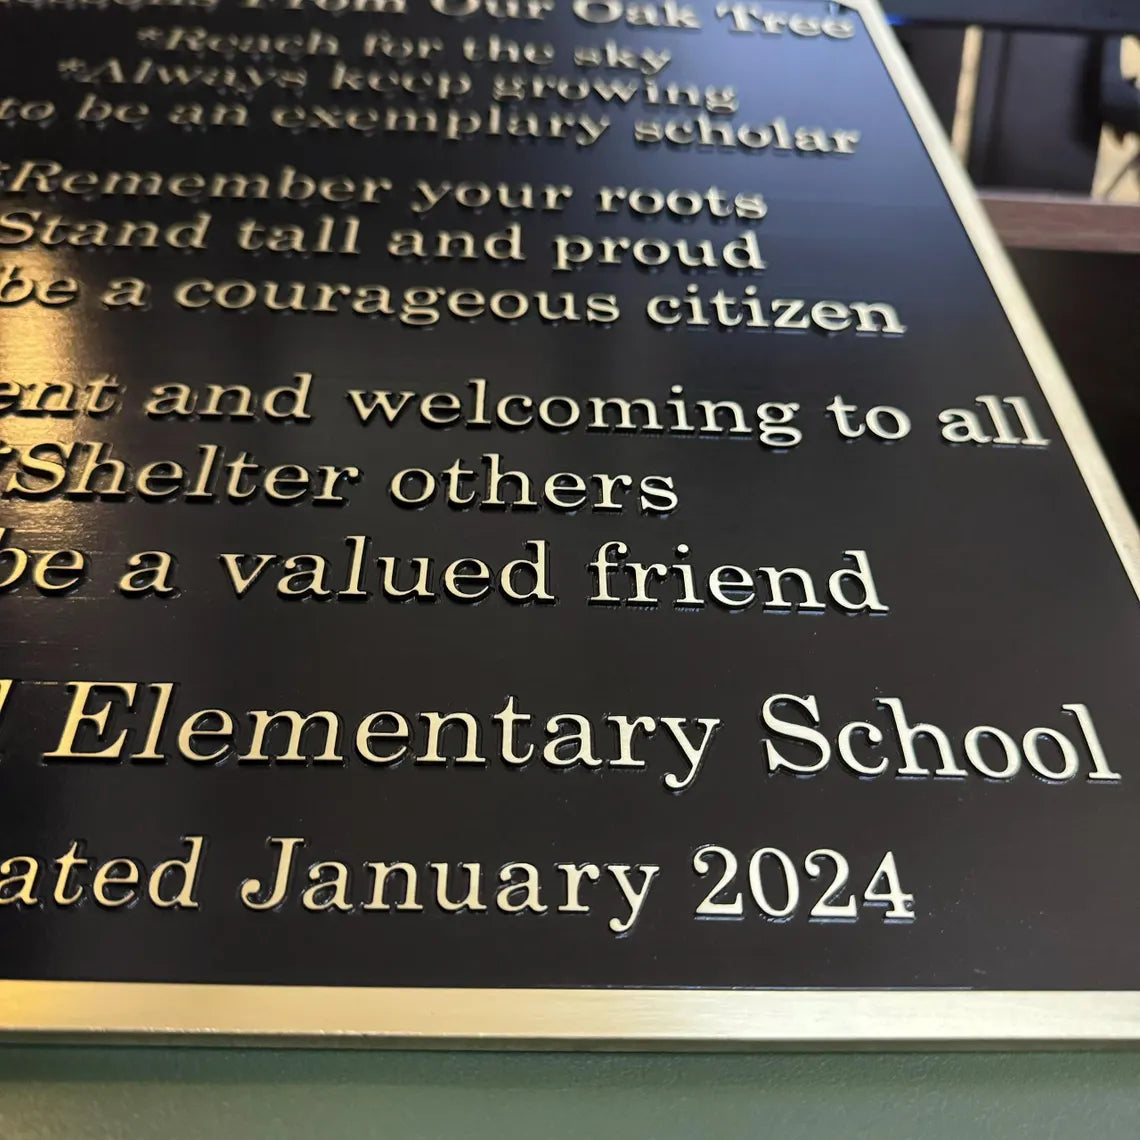 From Our Oak Tree
*Reach for the sky
*Always keep growing
to be an exemplary scholar
*Remember your roots
Stand tall and proud
be a courageous citizen
and welcoming to all
*Shelter others
be a valued friend
Elementary School
January 2024